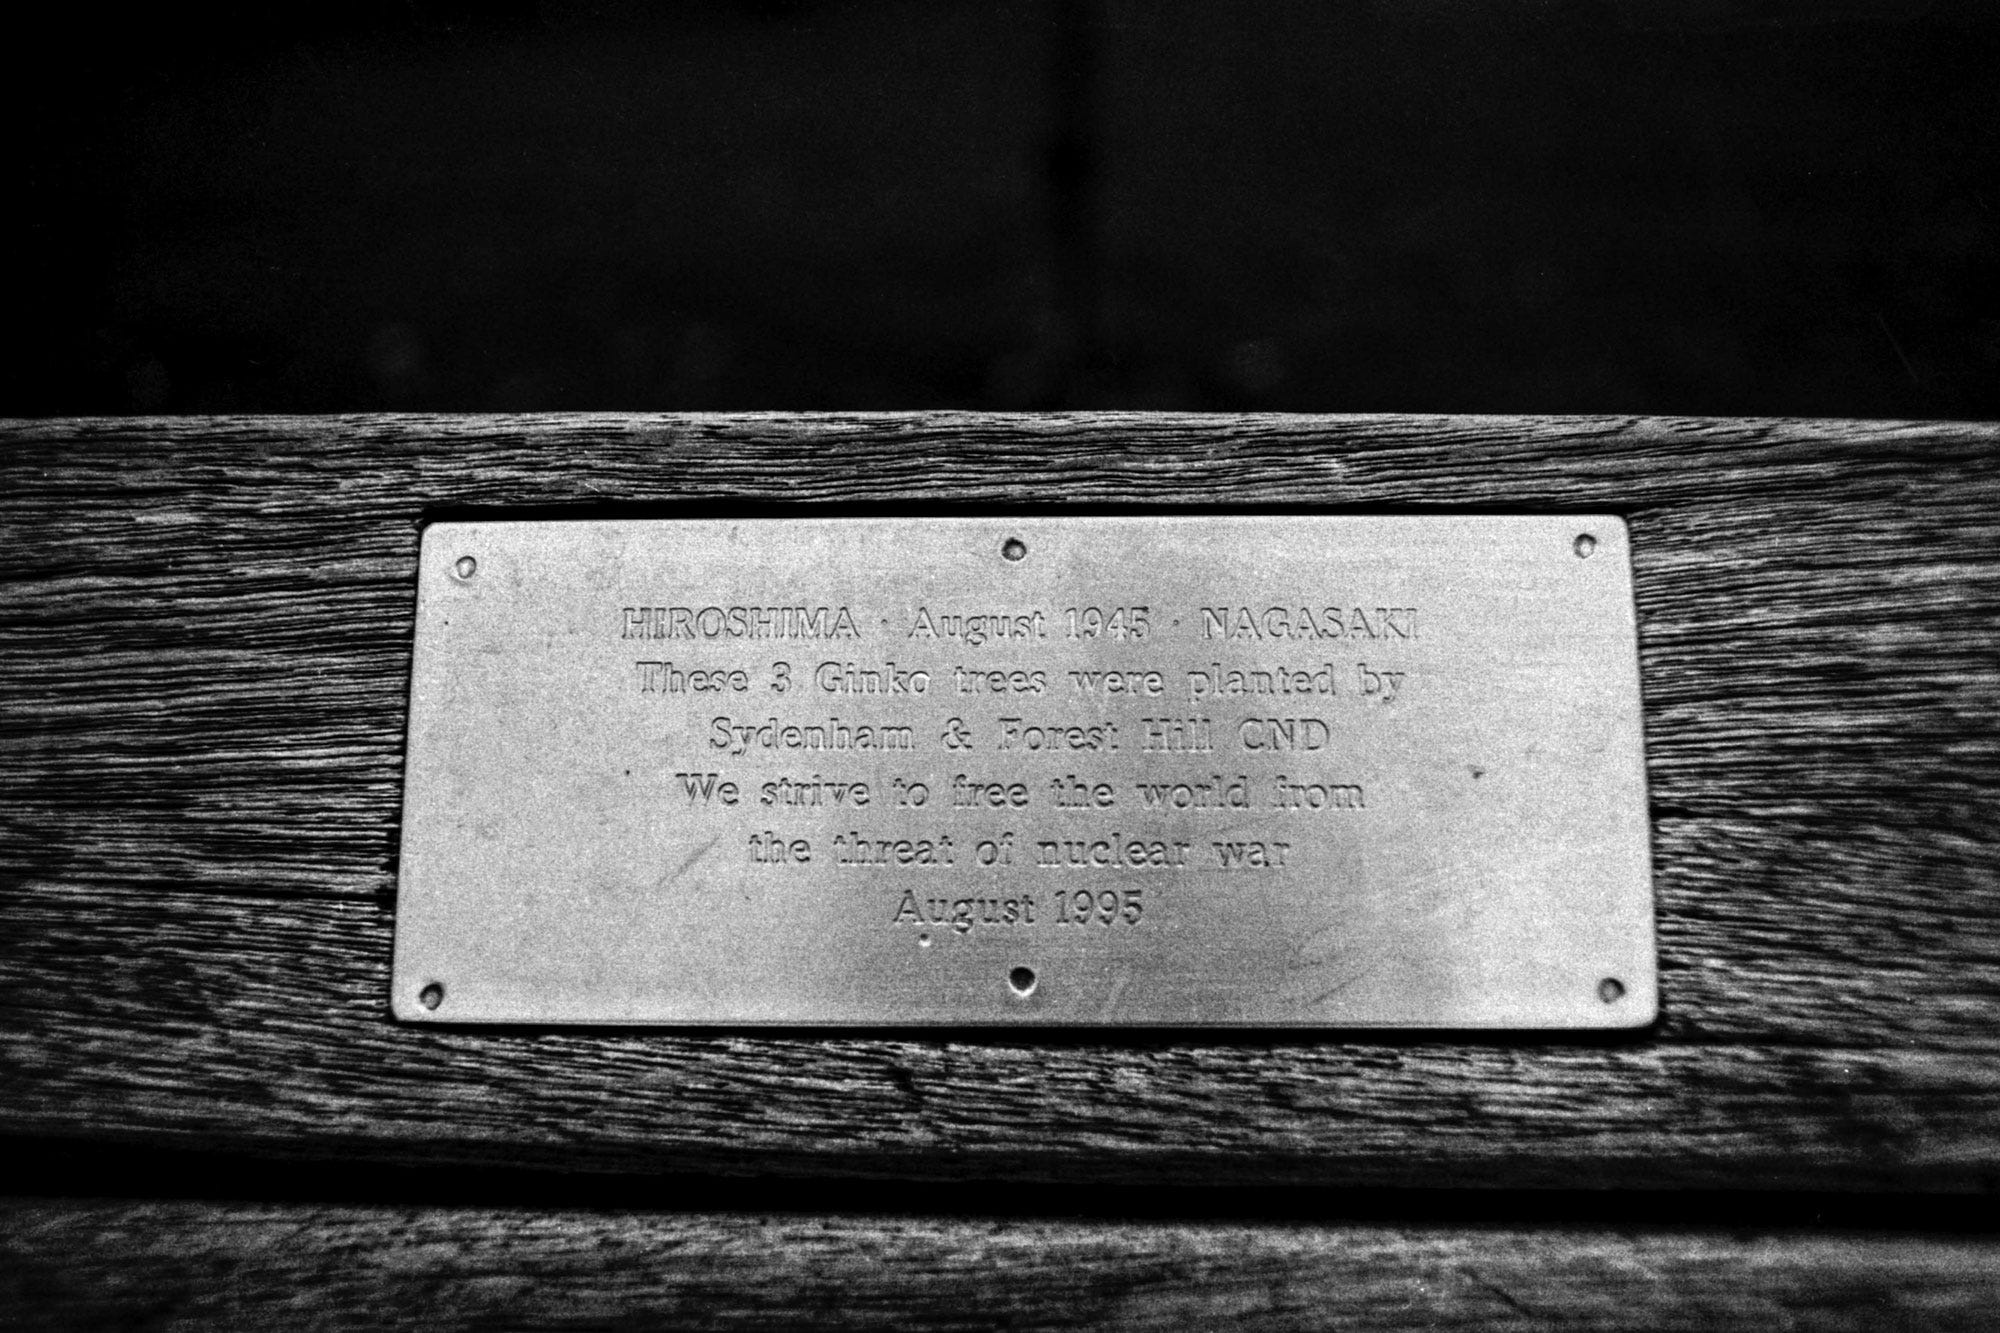 HIROSHIMA · August 1945 · NAGASAKI
These 3 Ginko trees were planted by
Sydenham & Forest Hill CND
We strive to free the world from
the threat of nuclear war
August 1995